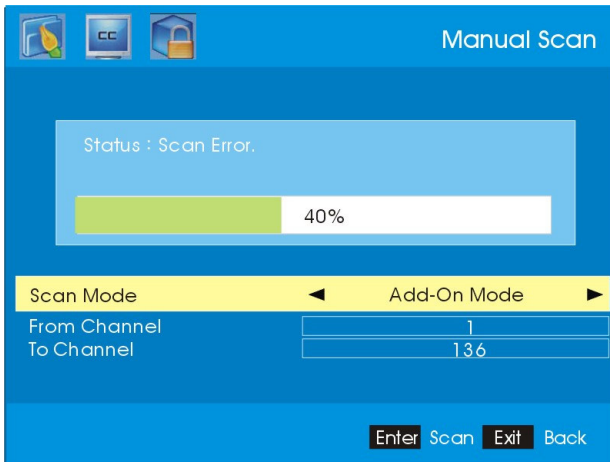 CC
Manual Scan
Status : Scan Error.
40%
Scan Mode ◄ Add-On Mode ►
From Channel 1
To Channel 136
Enter Scan Exit Back